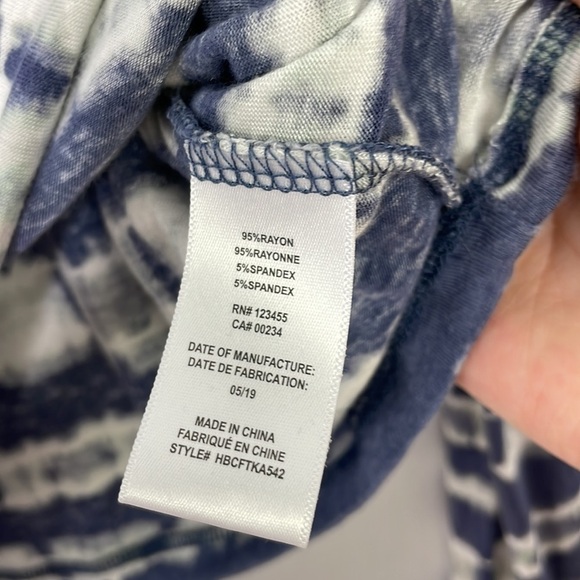 95%RAYON
95%RAYONNE
5%SPANDEX
5%SPANDEX
RN# 123455
CA# 00234
DATE OF MANUFACTURE:
DATE DE FABRICATION:
05/19
MADE IN CHINA
FABRIQUÉ EN CHINE
STYLE# HBCFTKA542